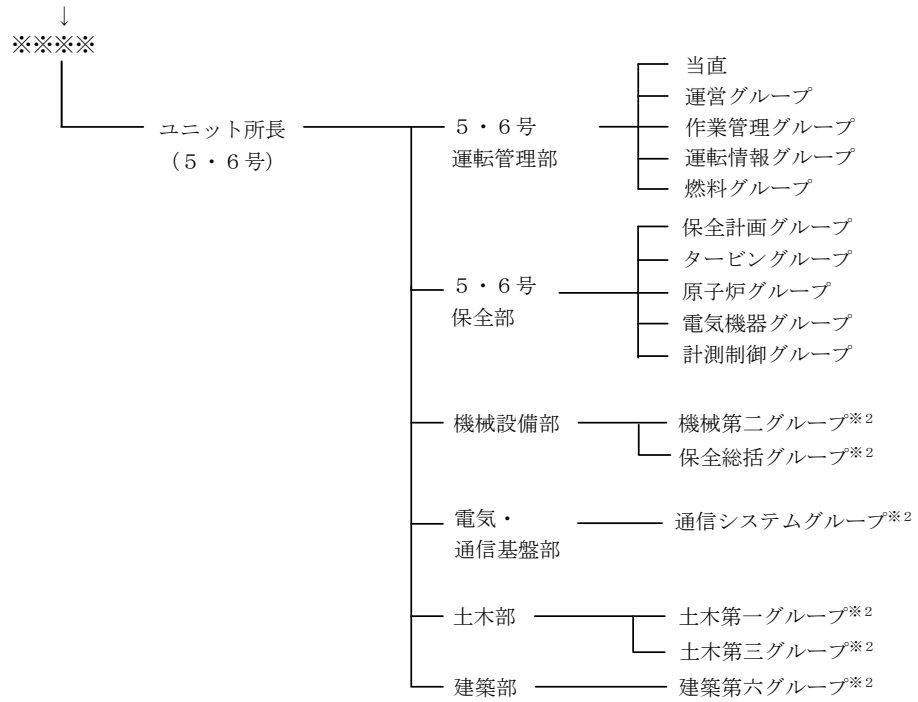 ↓
※※※※
ユニット所長
（５・６号）
５・６号
運転管理部
当直
運営グループ
作業管理グループ
運転情報グループ
燃料グループ
５・６号
保全部
保全計画グループ
タービングループ
原子炉グループ
電気機器グループ
計測制御グループ
機械設備部
機械第二グループ※２
保全総括グループ※２
電気・
通信基盤部
通信システムグループ※２
土木部
土木第一グループ※２
土木第三グループ※２
建築部
建築第六グループ※２